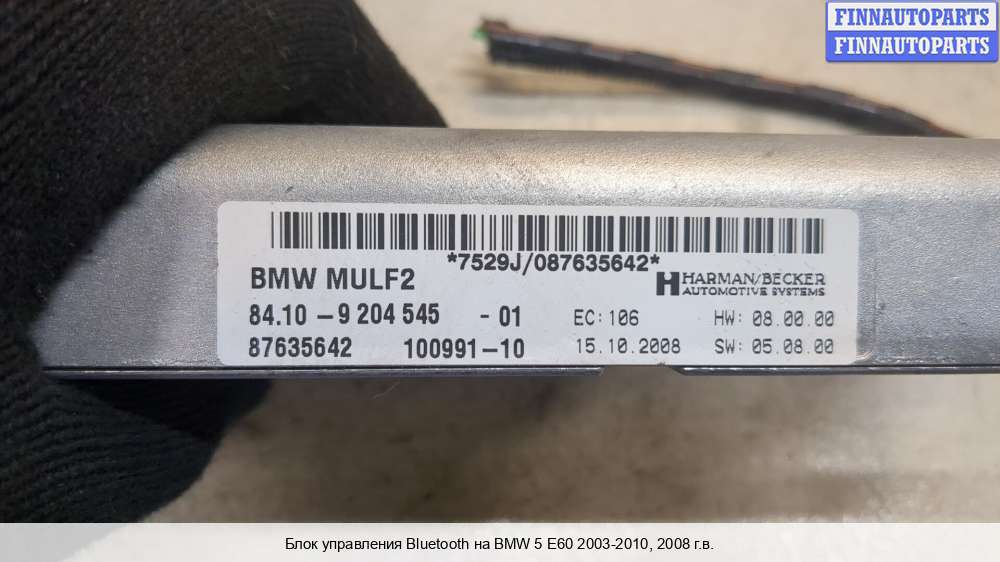 FINNAUTOPARTS
FINNAUTOPARTS
*7529J/087635642*
BMW MULF2
HARMAN/BECKER
AUTOMOTIVE SYSTEMS
84.10 - 9 204 545 - 01 EC: 106 HW: 08.00.00
87635642 100991-10 15.10.2008 SW: 05.08.00
Блок управления Bluetooth на BMW 5 E60 2003-2010, 2008 г.в.